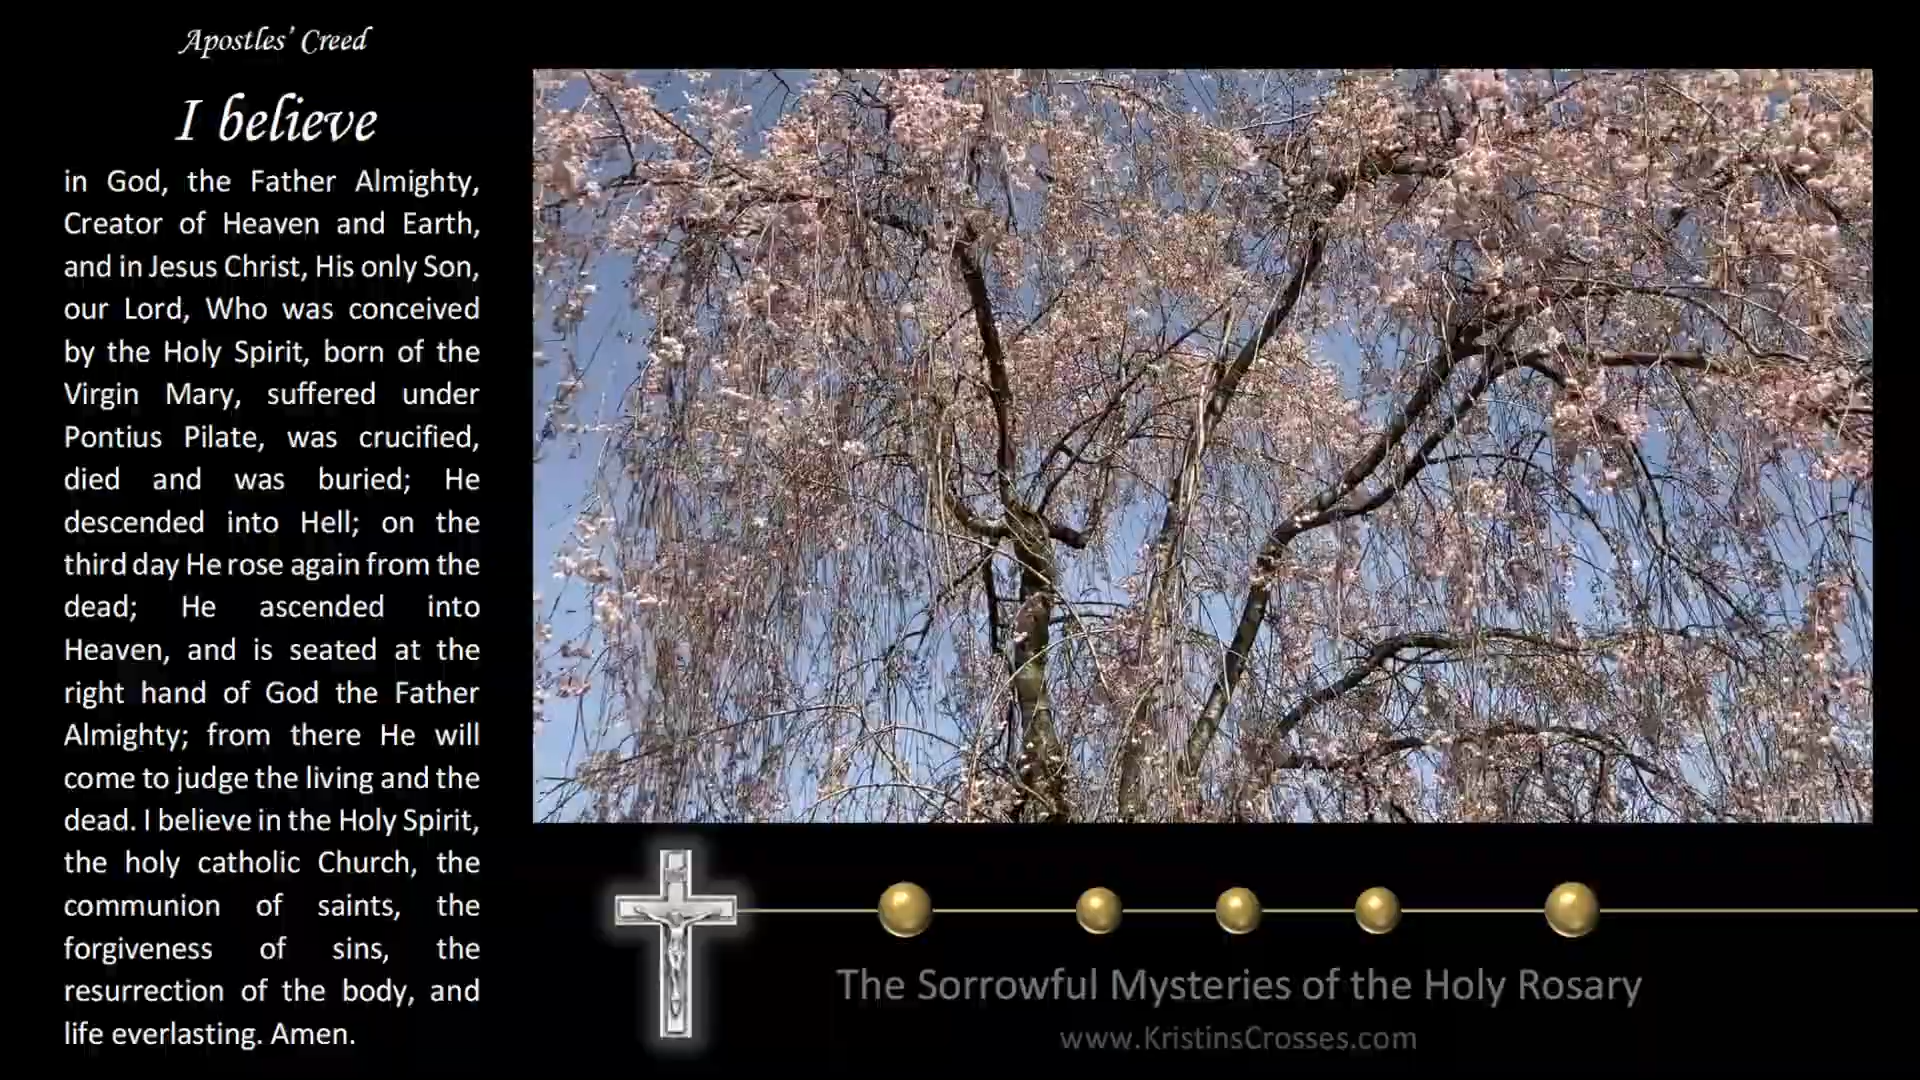 Apostles’ Creed
I believe
in God, the Father Almighty,
Creator of Heaven and Earth,
and in Jesus Christ, His only Son,
our Lord, Who was conceived
by the Holy Spirit, born of the
Virgin Mary, suffered under
Pontius Pilate, was crucified,
died and was buried; He
descended into Hell; on the
third day He rose again from the
dead; He ascended into
Heaven, and is seated at the
right hand of God the Father
Almighty; from there He will
come to judge the living and the
dead. I believe in the Holy Spirit,
the holy catholic Church, the
communion of saints, the
forgiveness of sins, the
resurrection of the body, and
life everlasting. Amen.
The Sorrowful Mysteries of the Holy Rosary
www.KristinsCrosses.com